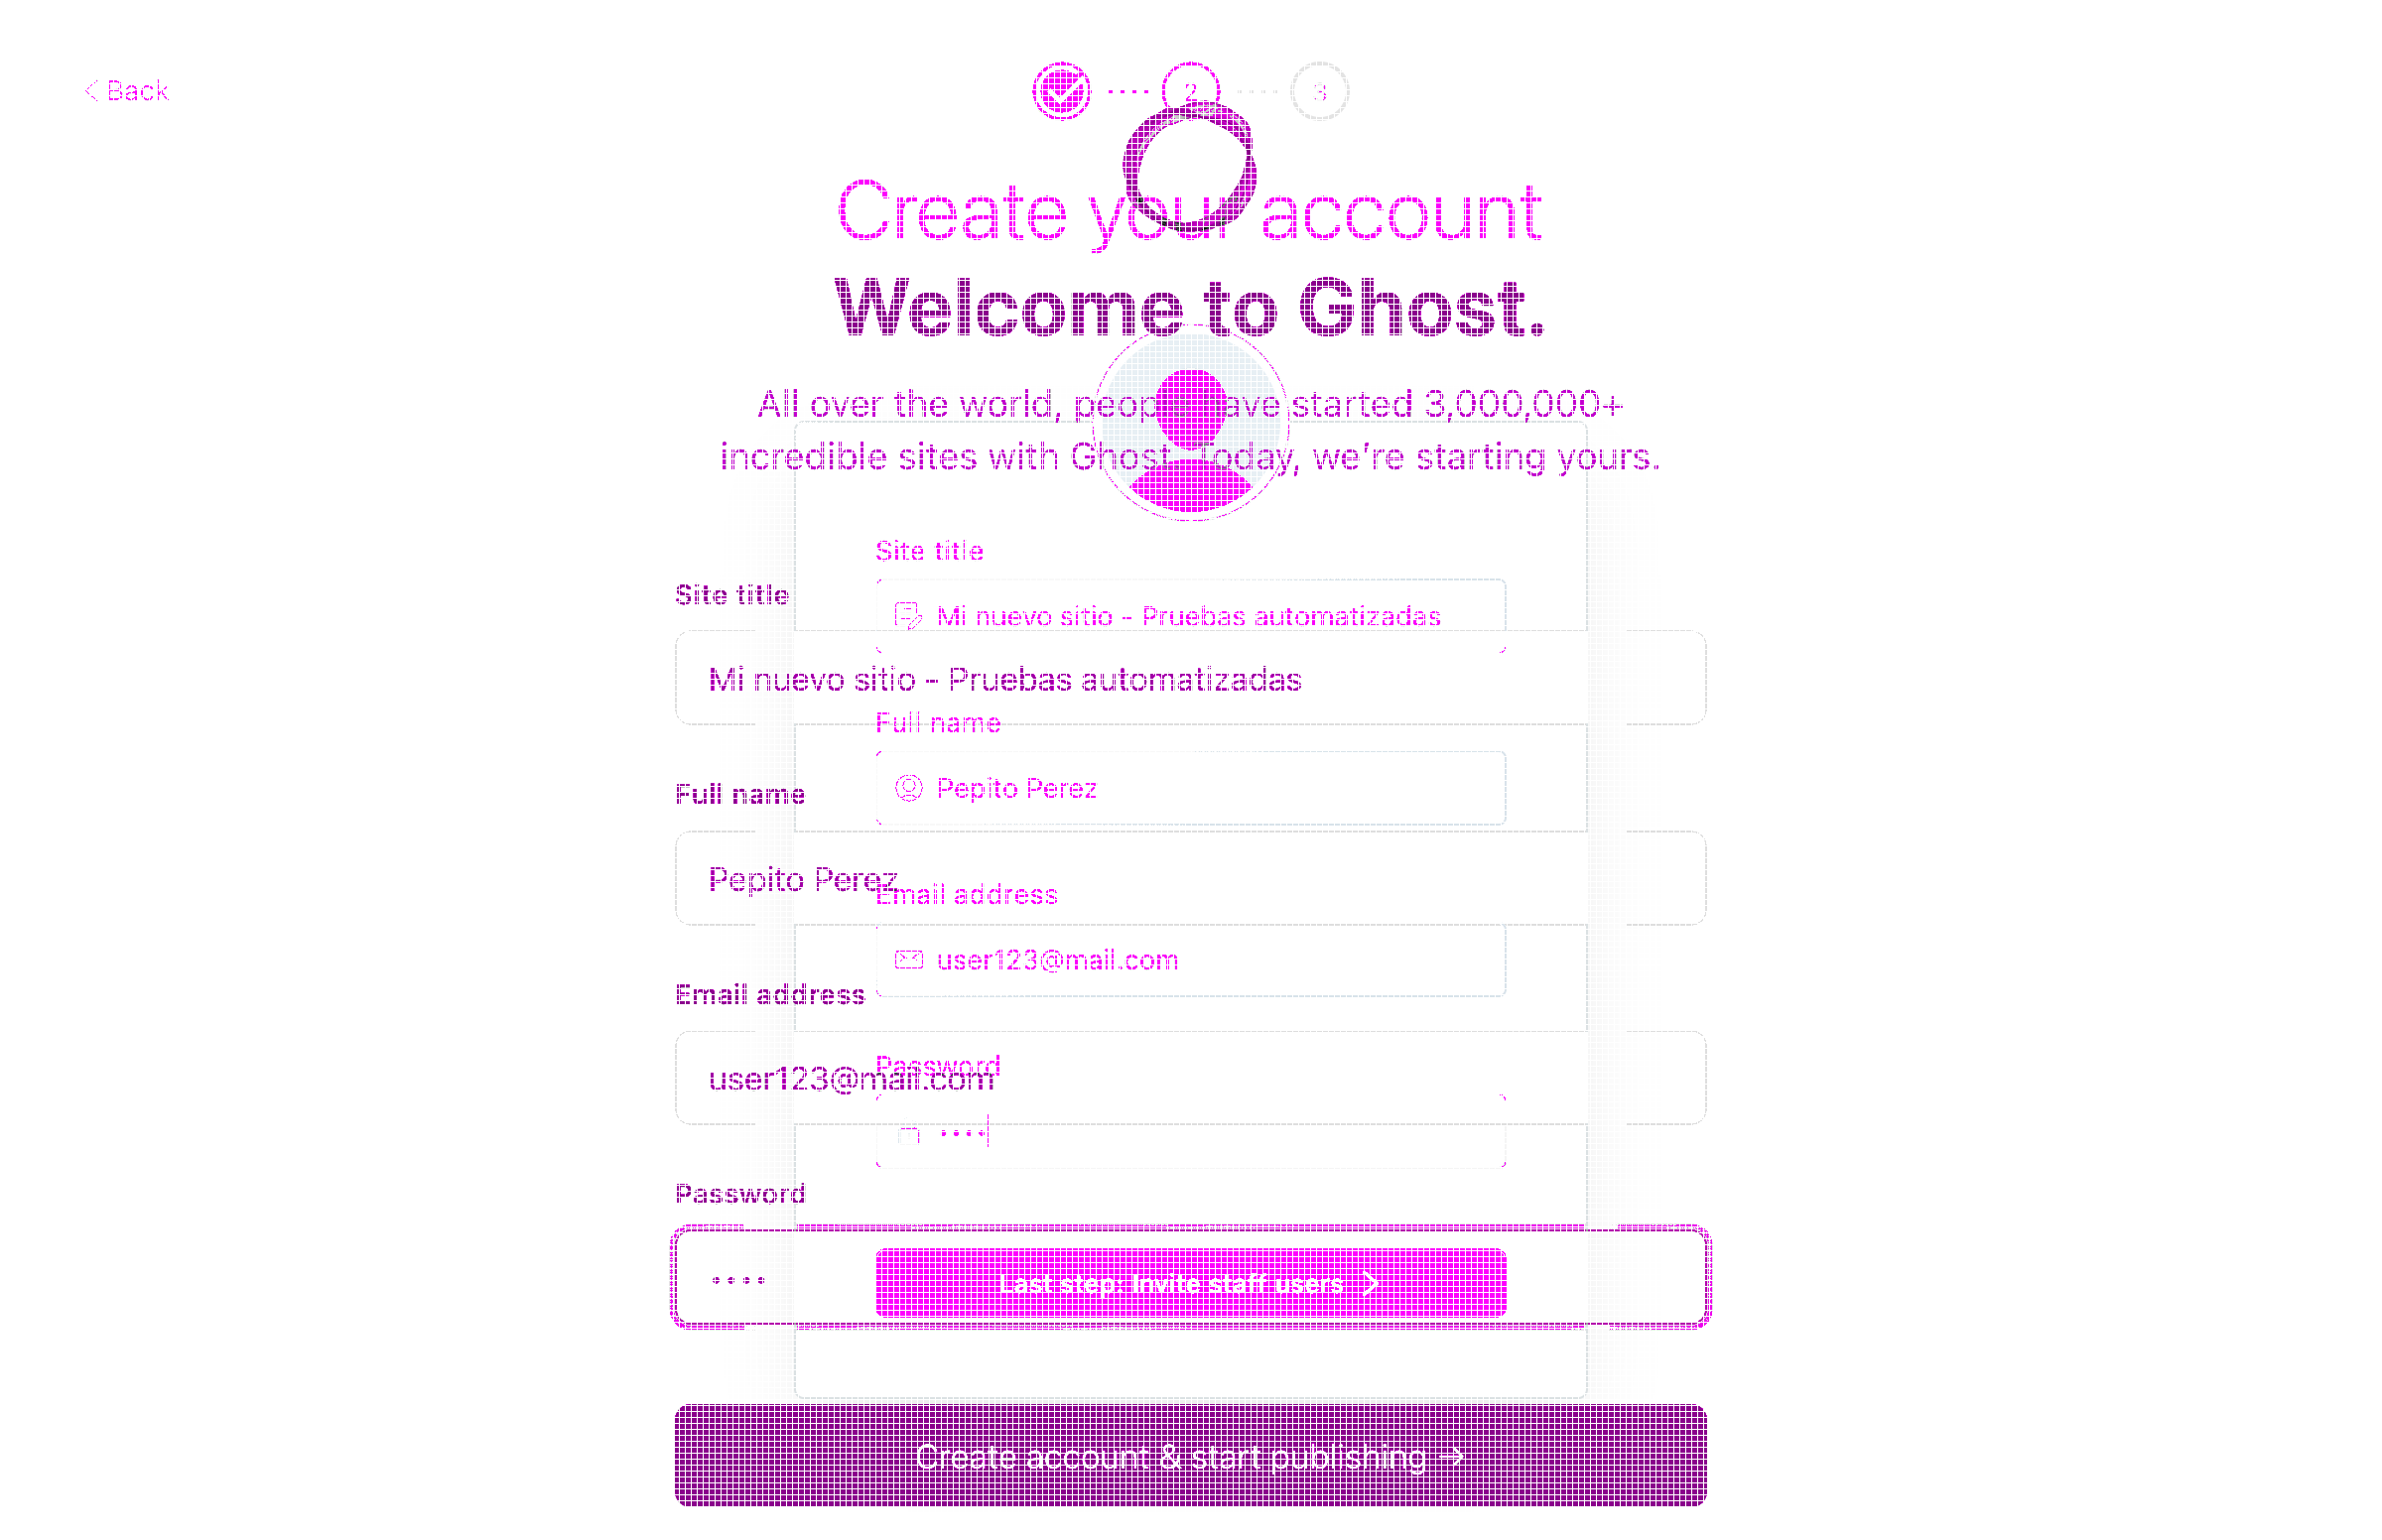 Back
2
3
Create your account
Welcome to Ghost.
All over the world, people have started 3,000,000+
incredible sites with Ghost. Today, we’re starting yours.
Site title
Site title
Mi nuevo sitio - Pruebas automatizadas
Mi nuevo sitio - Pruebas automatizadas
Full name
Pepito Perez
Full name
Pepito Perez
Email address
user123@mail.com
Email address
Password
user123@mail.com
Password
Last step: Invite staff users
Create account & start publishing →